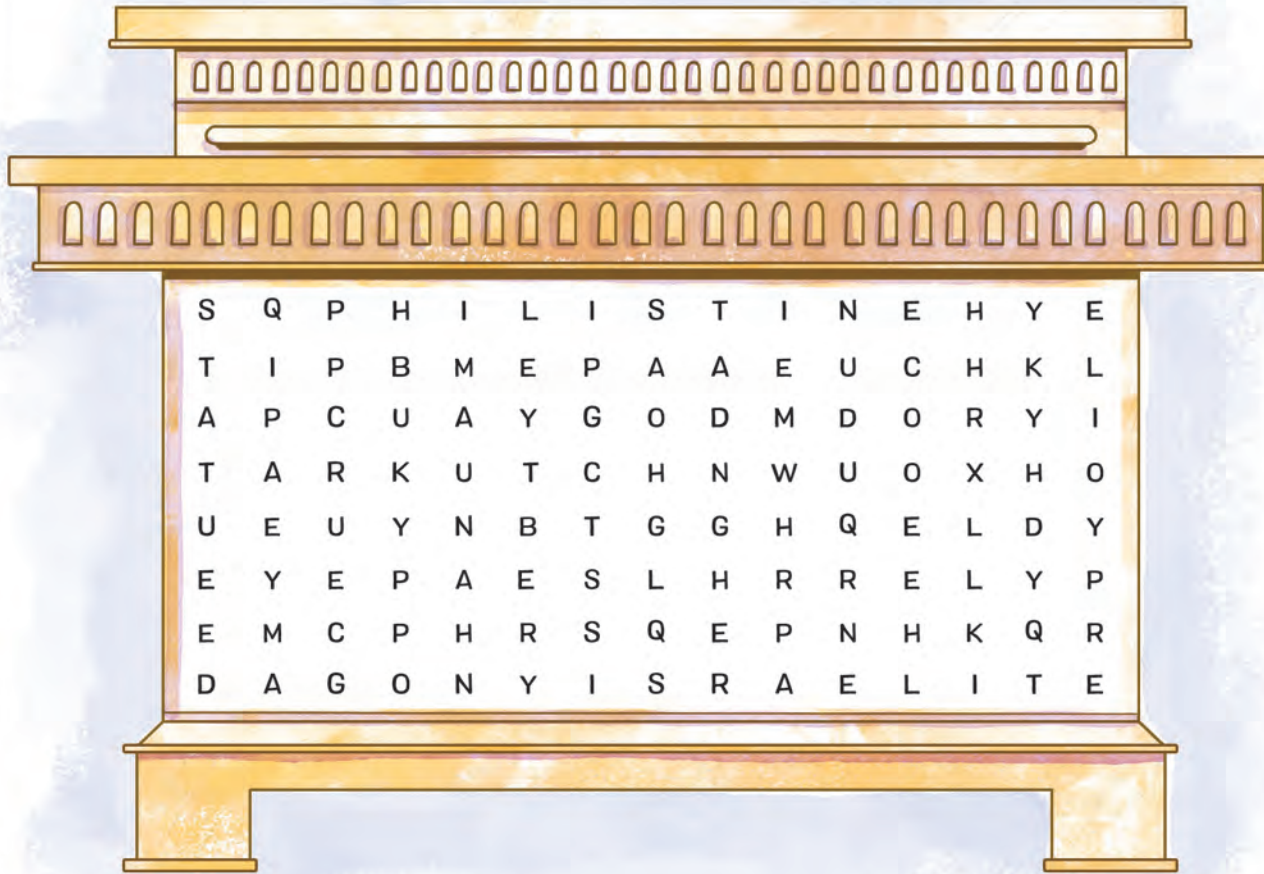 S Q P H I L I S T I N E H Y E
T I P B M E P A A E U C H K L
A P C U A Y G O D M D O R Y I
T A R K U T C H N W U O X H O
U E U Y N B T G G H Q E L D Y
E Y E P A E S L H R R E L Y P
E M C P H R S Q E P N H K Q R
D A G O N Y I S R A E L I T E